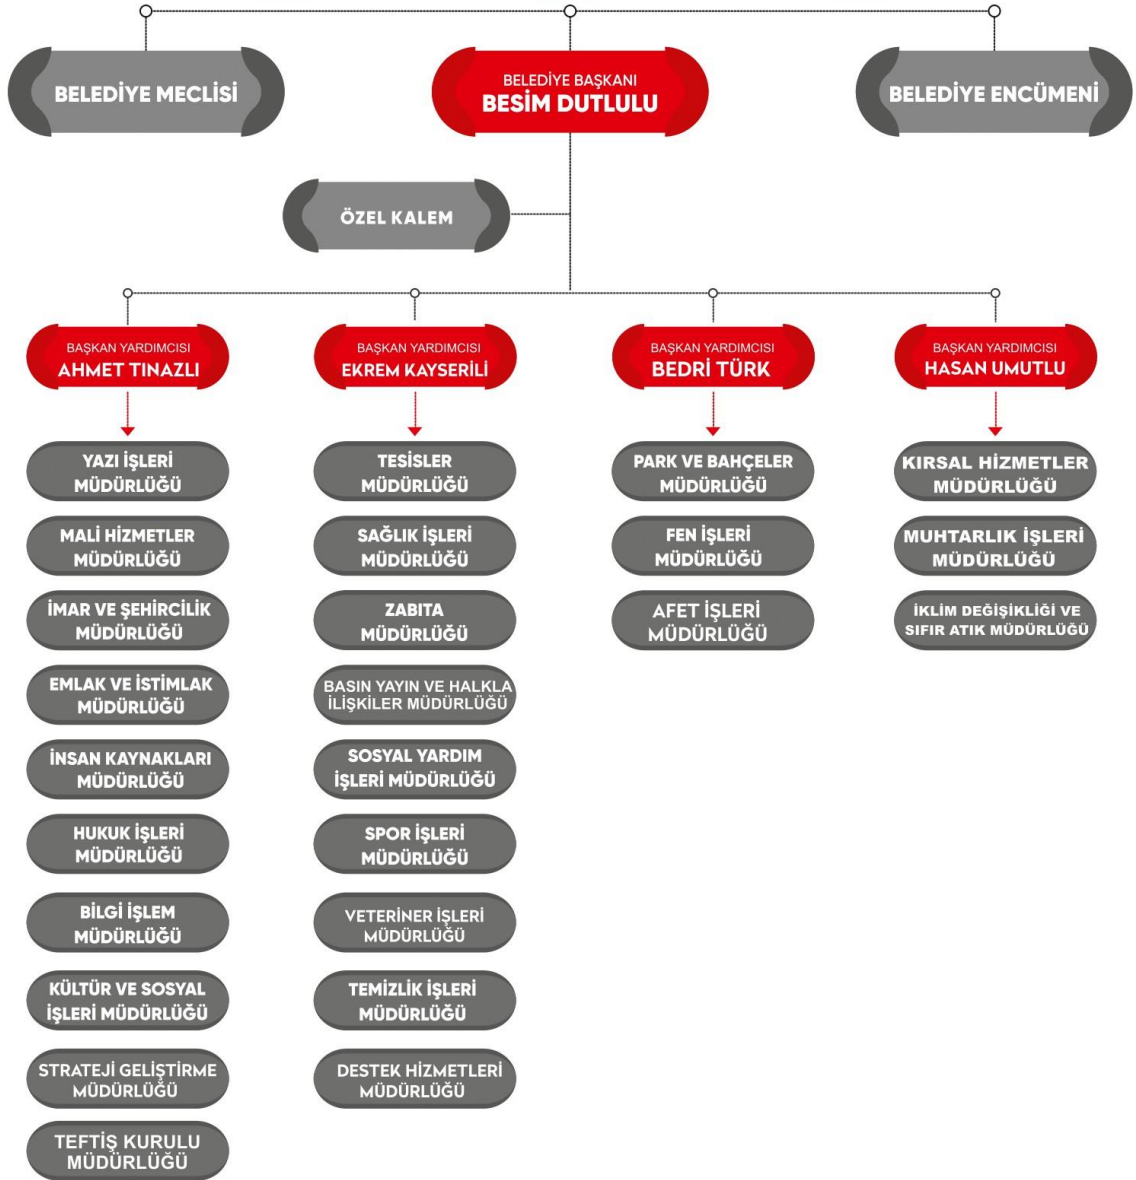 BELEDİYE MECLİSİ
BELEDİYE BAŞKANI
BESİM DUTLULU
BELEDİYE ENCÜMENİ
ÖZEL KALEM
BAŞKAN YARDIMCISI
AHMET TINAZLI
YAZI İŞLERİ
MÜDÜRLÜĞÜ
MALİ HİZMETLER
MÜDÜRLÜĞÜ
İMAR VE ŞEHİRCİLİK
MÜDÜRLÜĞÜ
EMLAK VE İSTİMLAK
MÜDÜRLÜĞÜ
İNSAN KAYNAKLARI
MÜDÜRLÜĞÜ
HUKUK İŞLERİ
MÜDÜRLÜĞÜ
BİLGİ İŞLEM
MÜDÜRLÜĞÜ
KÜLTÜR VE SOSYAL
İŞLERİ MÜDÜRLÜĞÜ
STRATEJİ GELİŞTİRME
MÜDÜRLÜĞÜ
TEFTİŞ KURULU
MÜDÜRLÜĞÜ
BAŞKAN YARDIMCISI
EKREM KAYSERİLİ
TESİSLER
MÜDÜRLÜĞÜ
SAĞLIK İŞLERİ
MÜDÜRLÜĞÜ
ZABITA
MÜDÜRLÜĞÜ
BASIN YAYIN VE HALKLA
İLİŞKİLER MÜDÜRLÜĞÜ
SOSYAL YARDIM
İŞLERİ MÜDÜRLÜĞÜ
SPOR İŞLERİ
MÜDÜRLÜĞÜ
VETERİNER İŞLERİ
MÜDÜRLÜĞÜ
TEMİZLİK İŞLERİ
MÜDÜRLÜĞÜ
DESTEK HİZMETLERİ
MÜDÜRLÜĞÜ
BAŞKAN YARDIMCISI
BEDRİ TÜRK
PARK VE BAHÇELER
MÜDÜRLÜĞÜ
FEN İŞLERİ
MÜDÜRLÜĞÜ
AFET İŞLERİ
MÜDÜRLÜĞÜ
BAŞKAN YARDIMCISI
HASAN UMUTLU
KIRSAL HİZMETLER
MÜDÜRLÜĞÜ
MUHTARLIK İŞLERİ
MÜDÜRLÜĞÜ
İKLİM DEĞİŞİKLİĞİ VE
SIFIR ATIK MÜDÜRLÜĞÜ